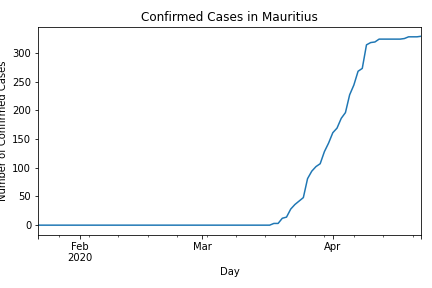 Confirmed Cases in Mauritius
Number of Confirmed Cases
300
250
200
150
100
50
0
Feb
2020
Mar
Apr
Day